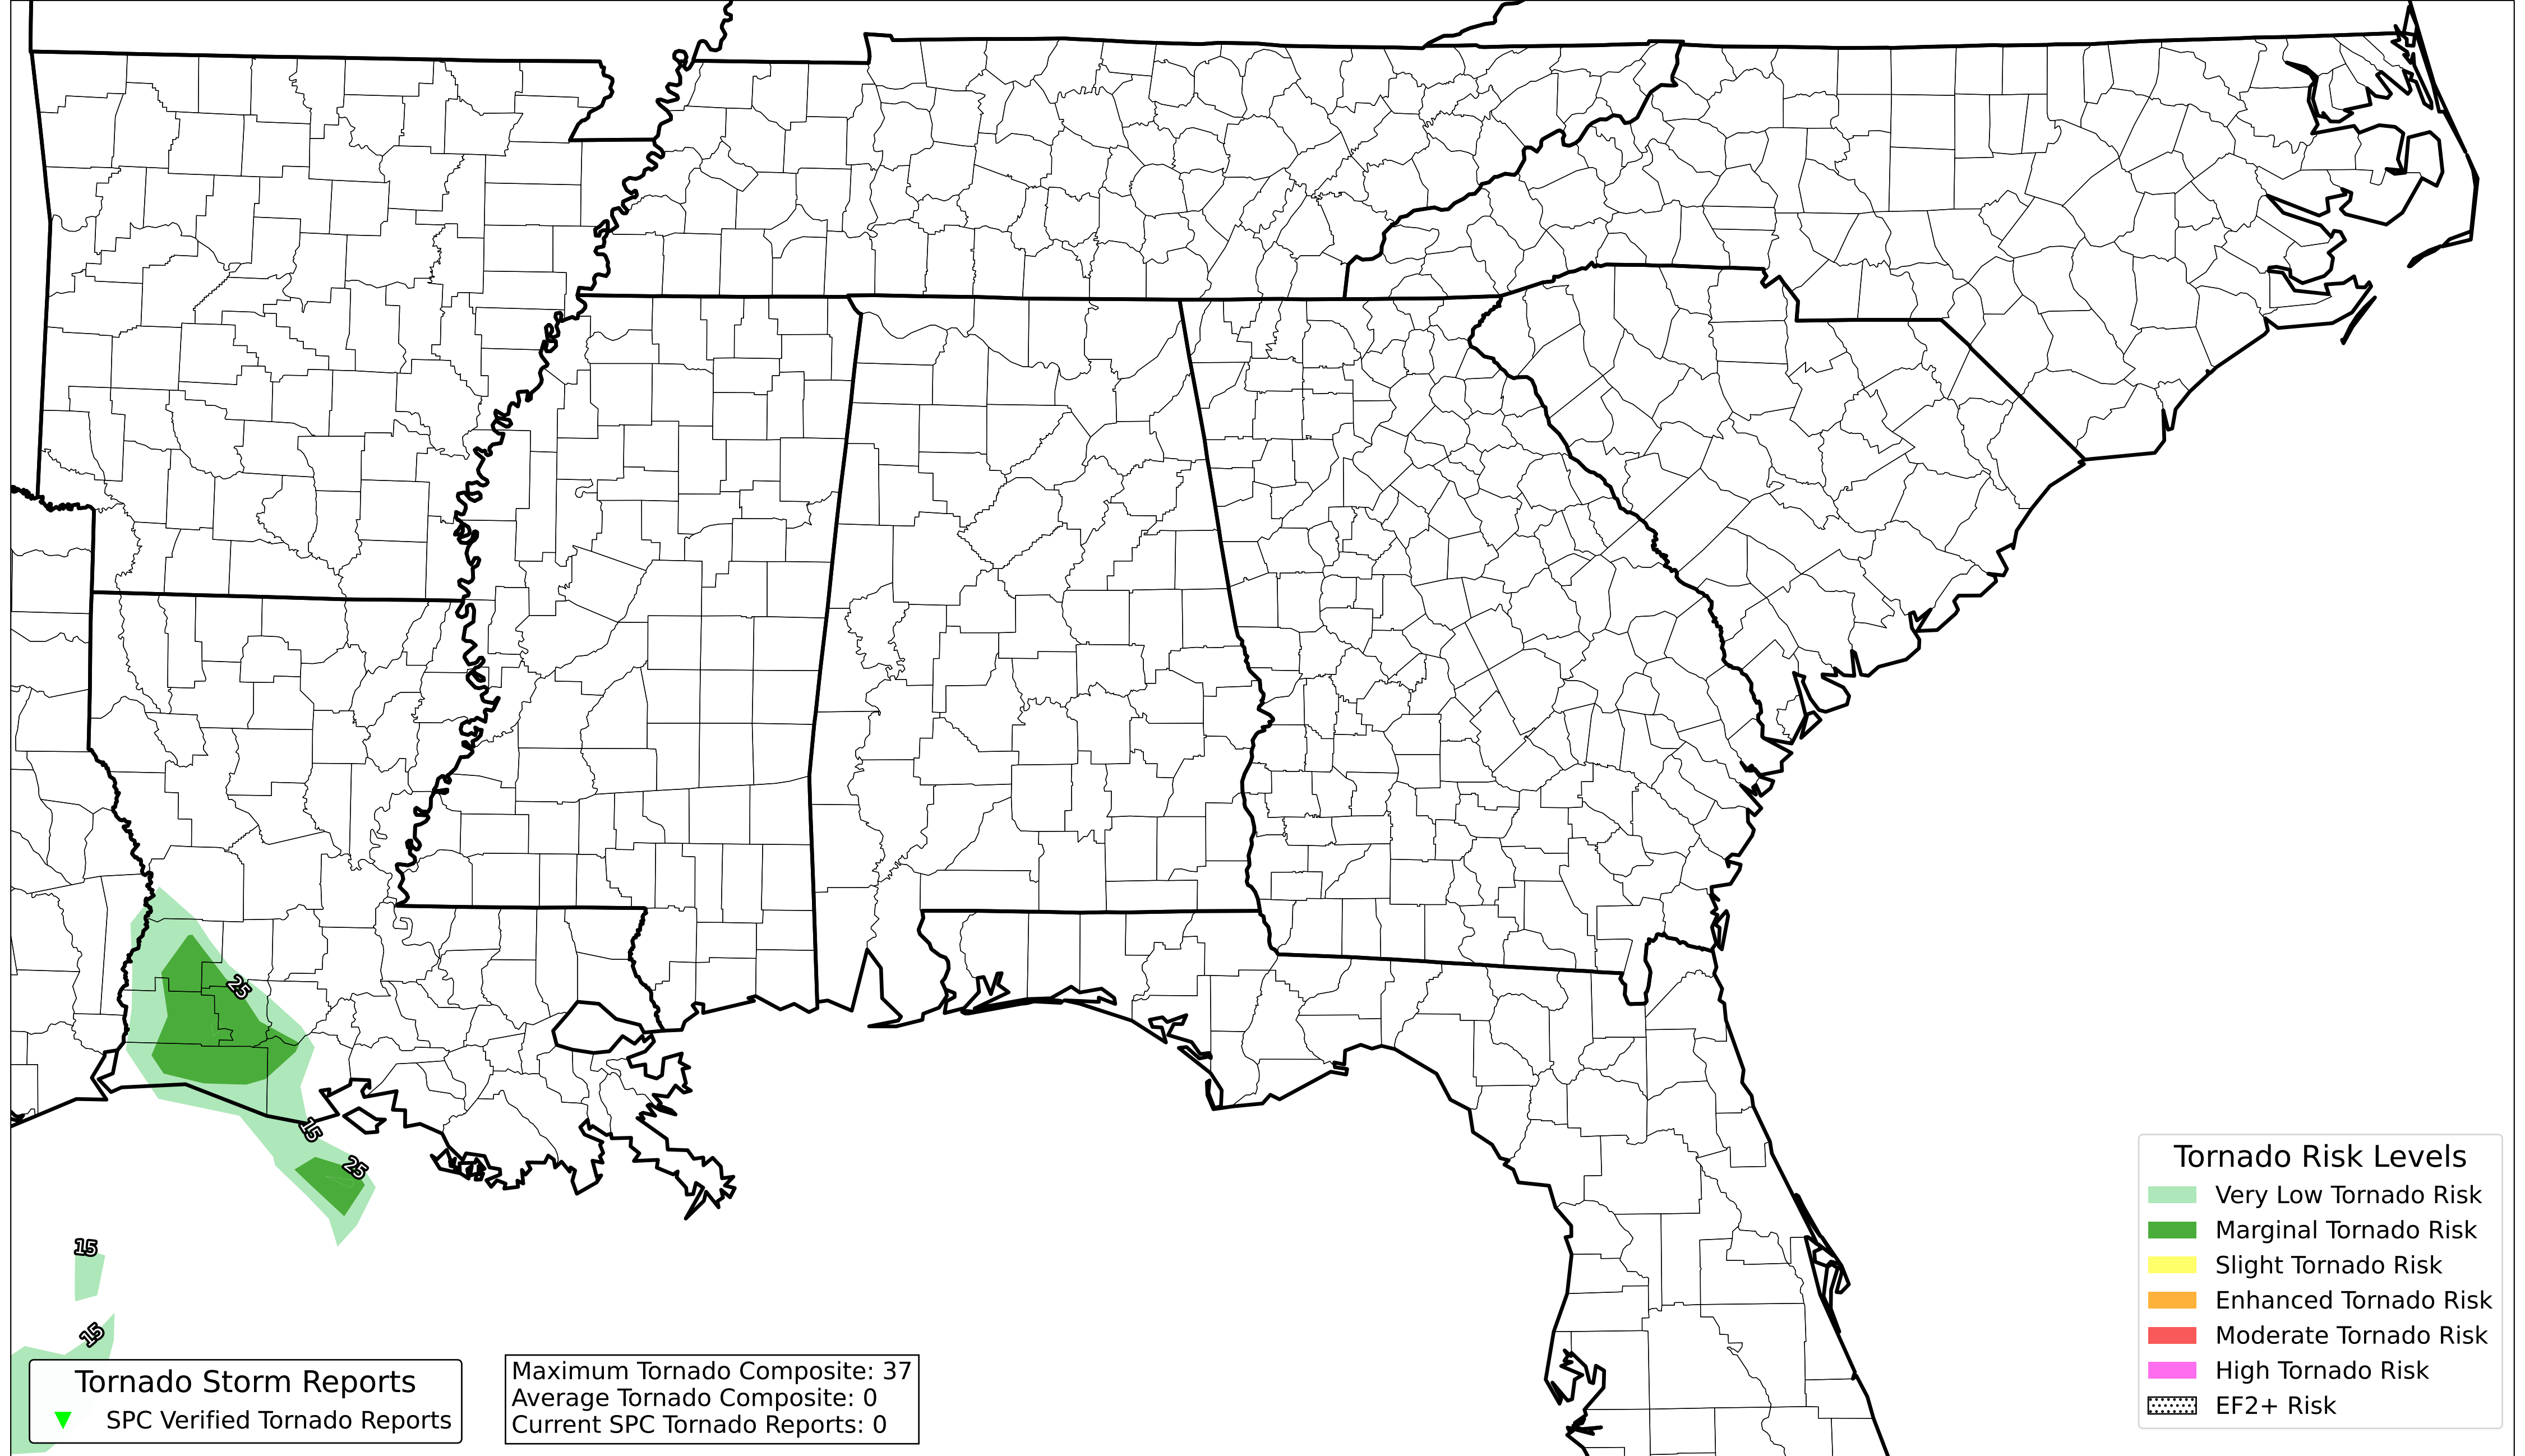 25
15
25
15
15
Tornado Storm Reports
SPC Verified Tornado Reports
Maximum Tornado Composite: 37
Average Tornado Composite: 0
Current SPC Tornado Reports: 0
Tornado Risk Levels
Very Low Tornado Risk
Marginal Tornado Risk
Slight Tornado Risk
Enhanced Tornado Risk
Moderate Tornado Risk
High Tornado Risk
EF2+ Risk